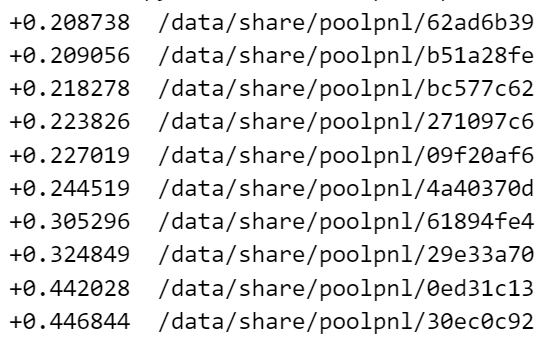 +0.208738 /data/share/poolpnl/62ad6b39
+0.209056 /data/share/poolpnl/b51a28fe
+0.218278 /data/share/poolpnl/bc577c62
+0.223826 /data/share/poolpnl/271097c6
+0.227019 /data/share/poolpnl/09f20af6
+0.244519 /data/share/poolpnl/4a40370d
+0.305296 /data/share/poolpnl/61894fe4
+0.324849 /data/share/poolpnl/29e33a70
+0.442028 /data/share/poolpnl/0ed31c13
+0.446844 /data/share/poolpnl/30ec0c92